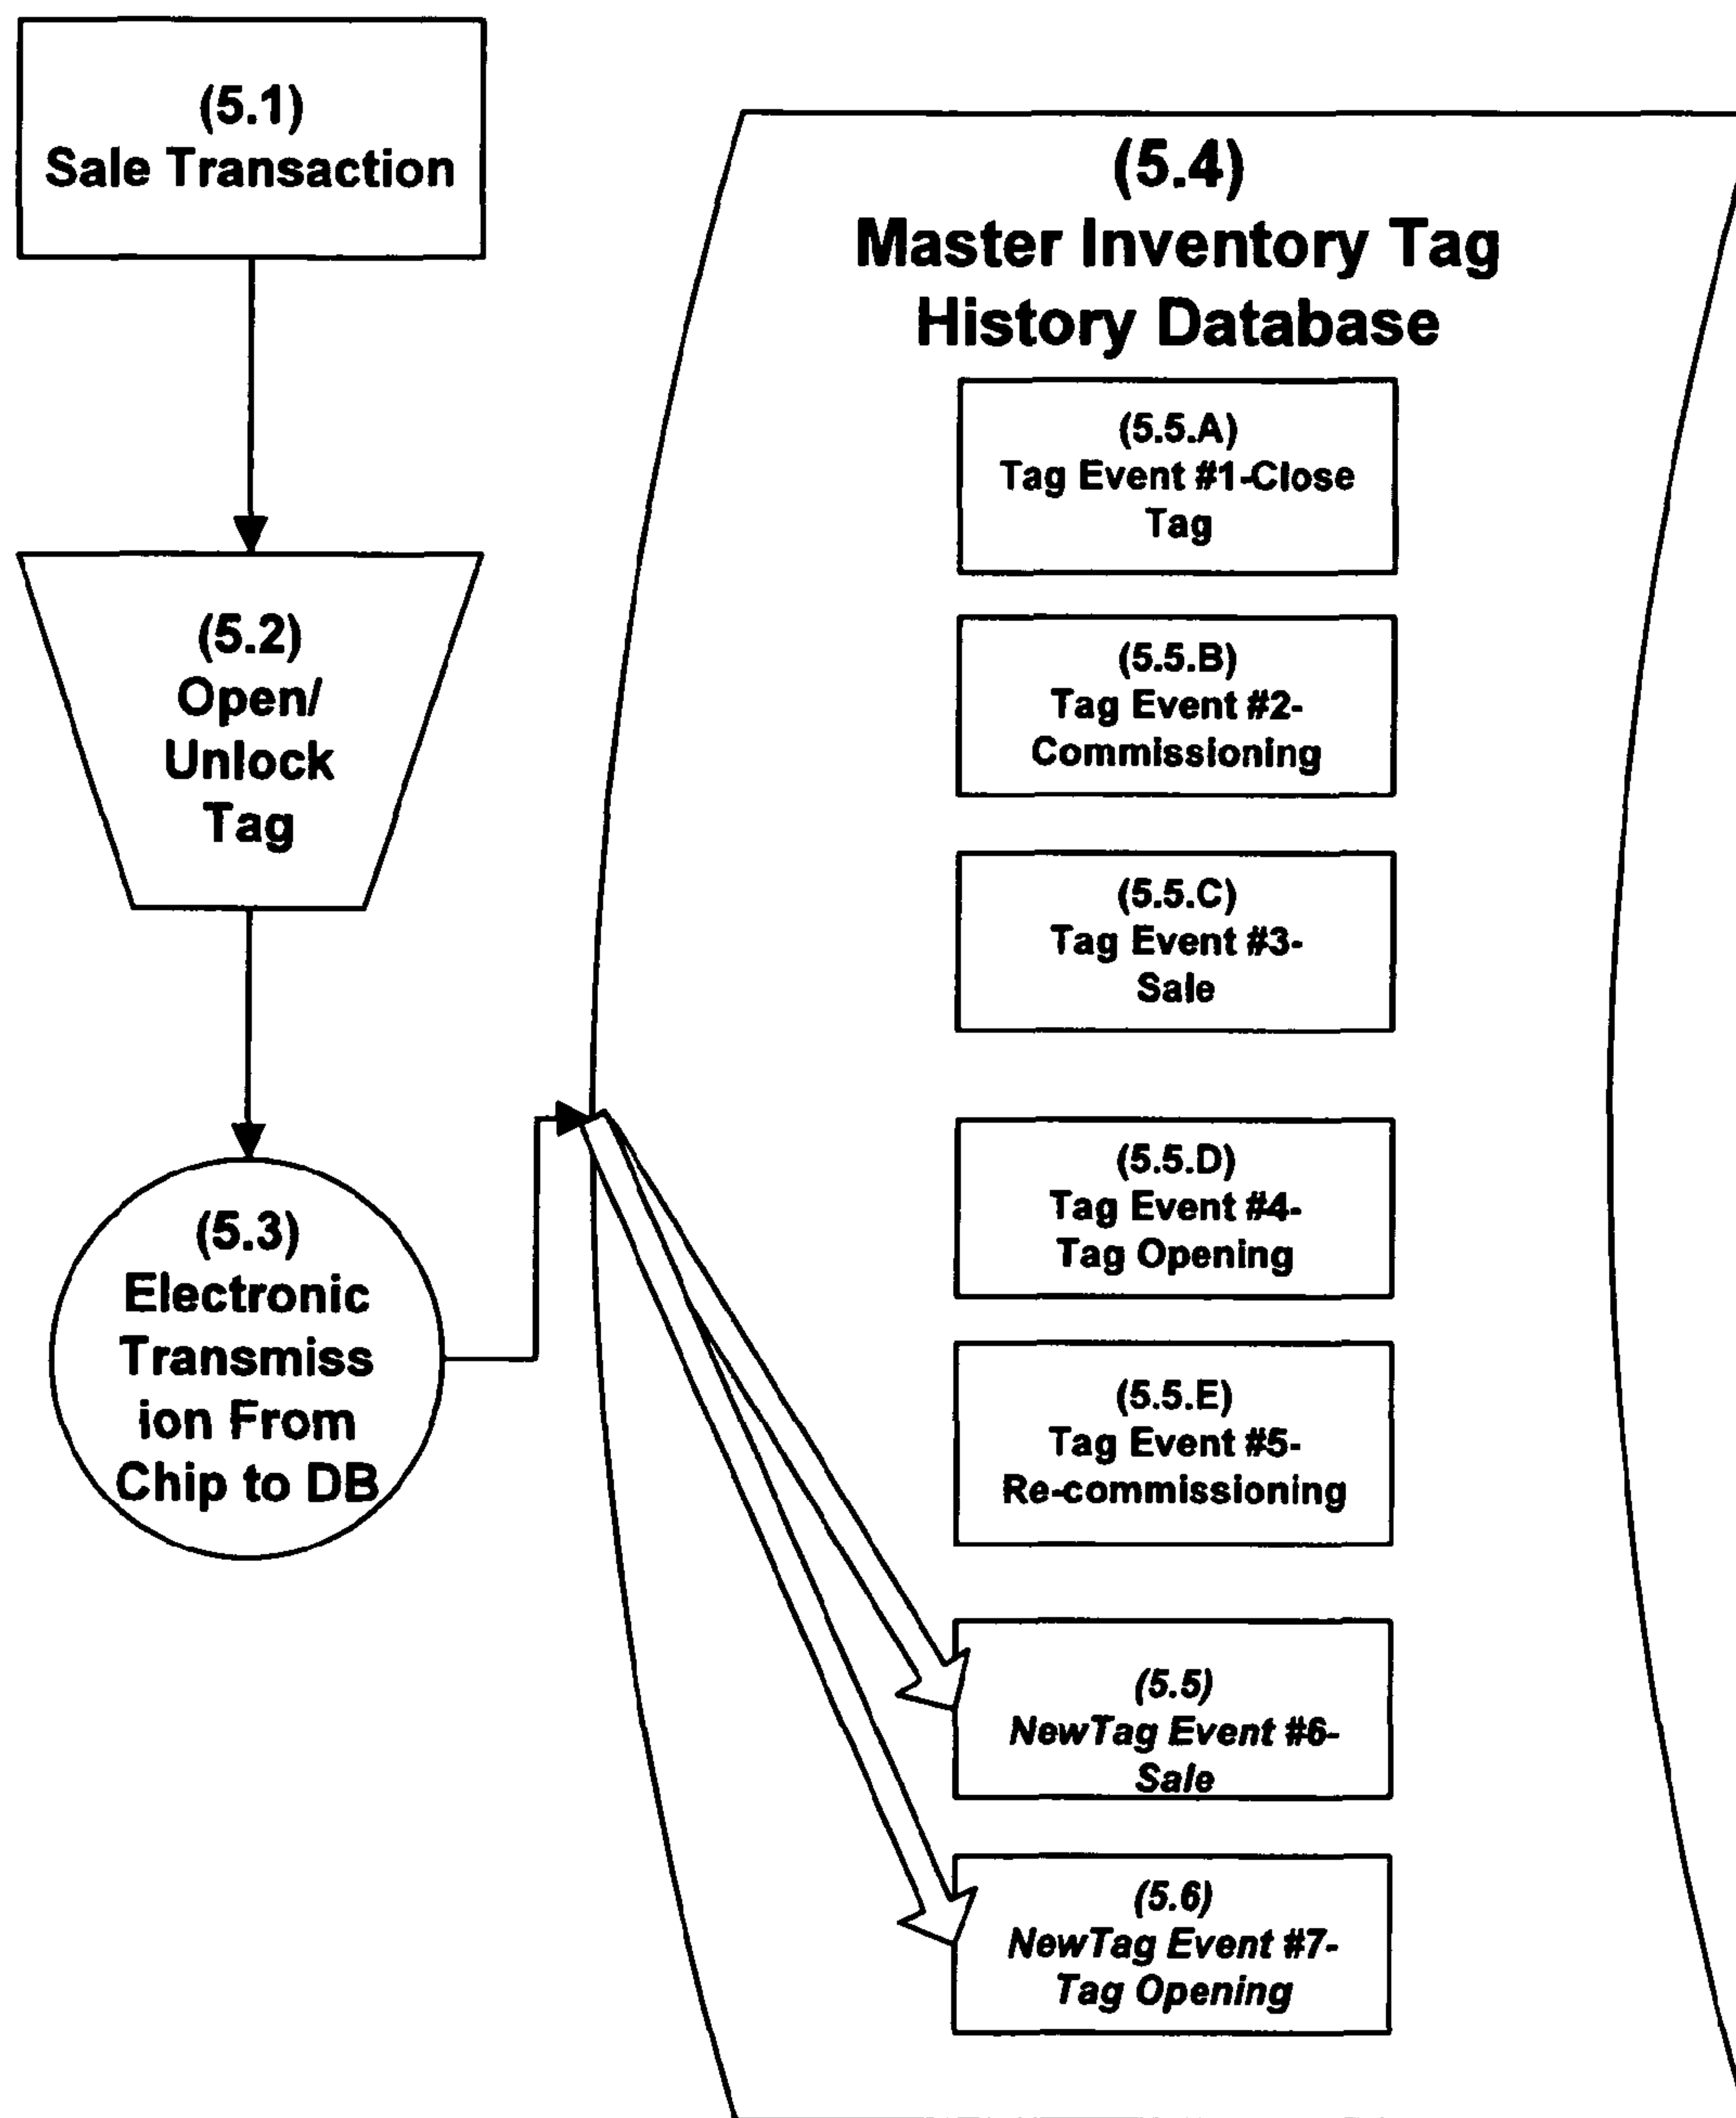 (5.1)
Sale Transaction
(5.2)
Open/
Unlock
Tag
(5.3)
Electronic
Transmiss
ion From
Chip to DB
(5.4)
Master Inventory Tag
History Database
(5.5.A)
Tag Event #1-Close
Tag
(5.5.B)
Tag Event #2-
Commissioning
(5.5.C)
Tag Event #3-
Sale
(5.5.D)
Tag Event #4-
Tag Opening
(5.5.E)
Tag Event #5-
Re-commissioning
(5.5)
NewTag Event #6-
Sale
(5.6)
NewTag Event #7-
Tag Opening